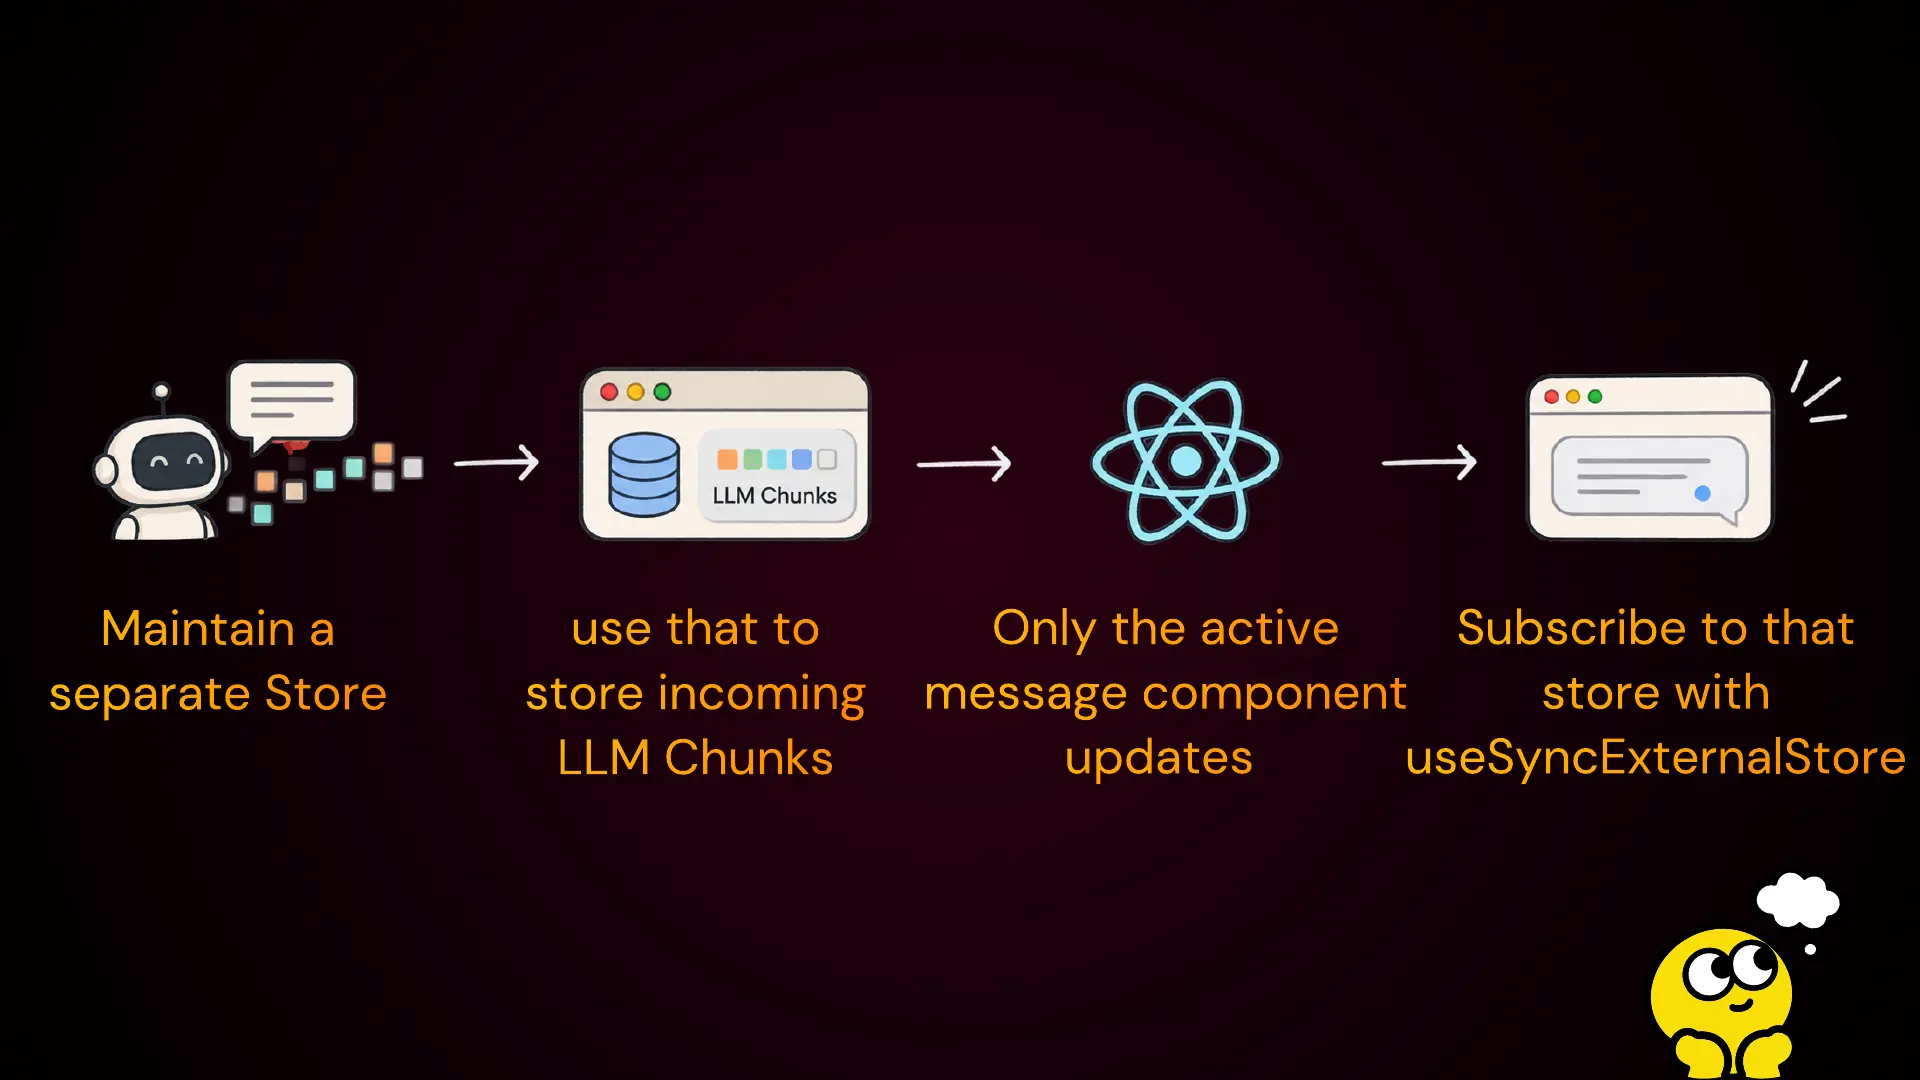 LLM Chunks
Maintain a
separate Store
use that to
store incoming
LLM Chunks
Only the active
message component
updates
Subscribe to that
store with
useSyncExternalStore